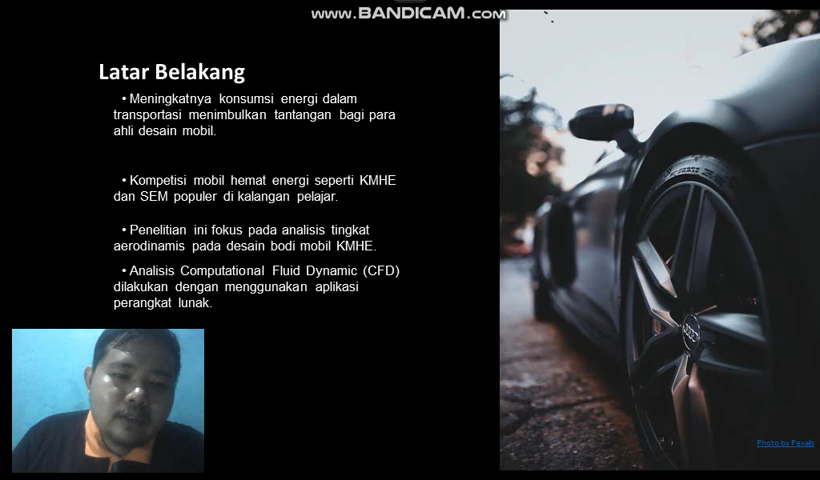 www.BANDICAM.com
Latar Belakang
• Meningkatnya konsumsi energi dalam
transportasi menimbulkan tantangan bagi para
ahli desain mobil.
• Kompetisi mobil hemat energi seperti KMHE
dan SEM populer di kalangan pelajar.
• Penelitian ini fokus pada analisis tingkat
aerodinamis pada desain bodi mobil KMHE.
• Analisis Computational Fluid Dynamic (CFD)
dilakukan dengan menggunakan aplikasi
perangkat lunak.
Photo by Pexels